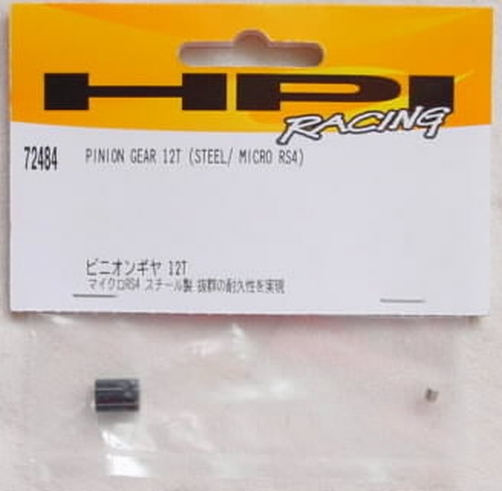 HPI
RACING
72484 PINION GEAR 12T (STEEL/ MICRO RS4)
ピニオンギヤ 12T
マイクロRS4 スチール製 抜群の耐久性を実現